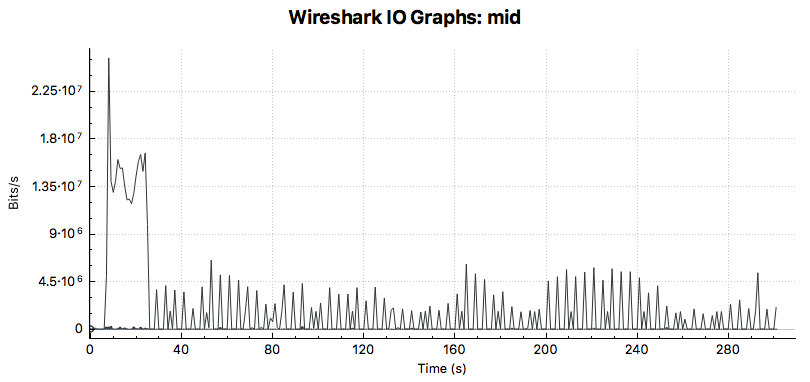 Wireshark IO Graphs: mid
2.25·10⁷
1.8·10⁷
1.35·10⁷
9·10⁶
4.5·10⁶
0
Bits/s
0 40 80 120 160 200 240 280
Time (s)